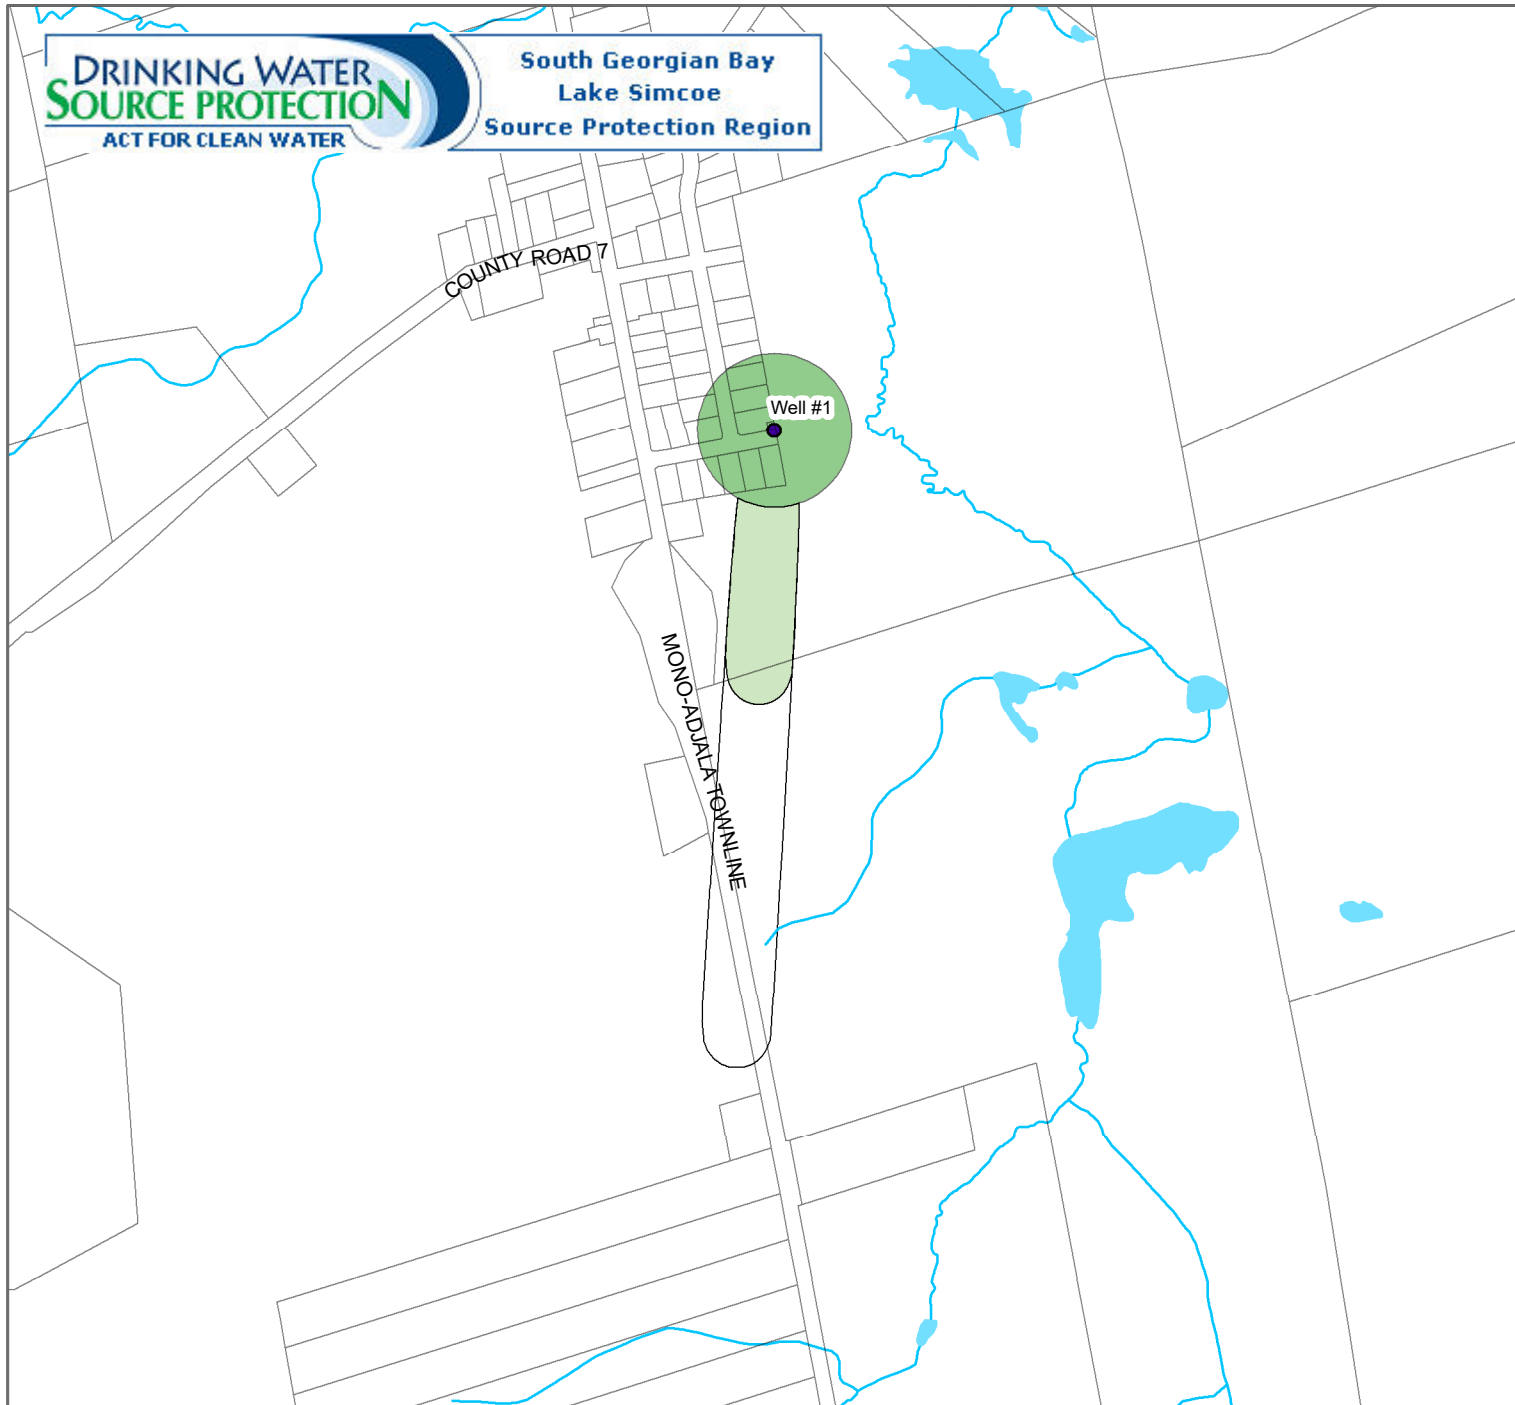 DRINKING WATER
SOURCE PROTECTION
ACT FOR CLEAN WATER
South Georgian Bay
Lake Simcoe
Source Protection Region
COUNTY ROAD 7
Well #1
MONO-ADJALA TOWNLINE